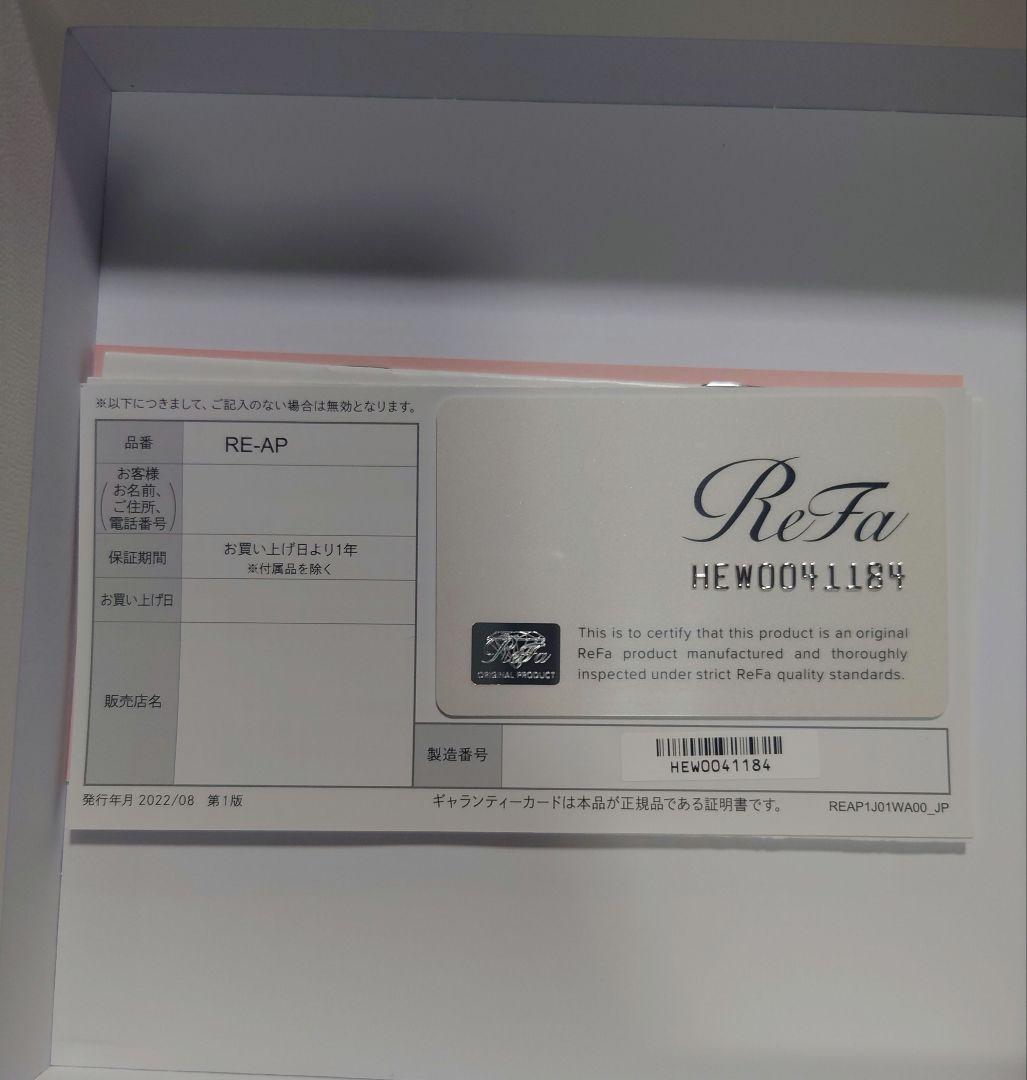 ※以下につきまして、ご記入のない場合は無効となります。
品番 RE-AP
お客様
(お名前、
ご住所、
電話番号)
保証期間 お買い上げ日より1年
※付属品を除く
お買い上げ日
販売店名
ReFa
HEW0041184
ReFa
ORIGINAL PRODUCT
This is to certify that this product is an original
ReFa product manufactured and thoroughly
inspected under strict ReFa quality standards.
製造番号
HEW0041184
発行年月 2022/08 第1版
ギャランティーカードは本品が正規品である証明書です。
REAP1J01WA00_JP